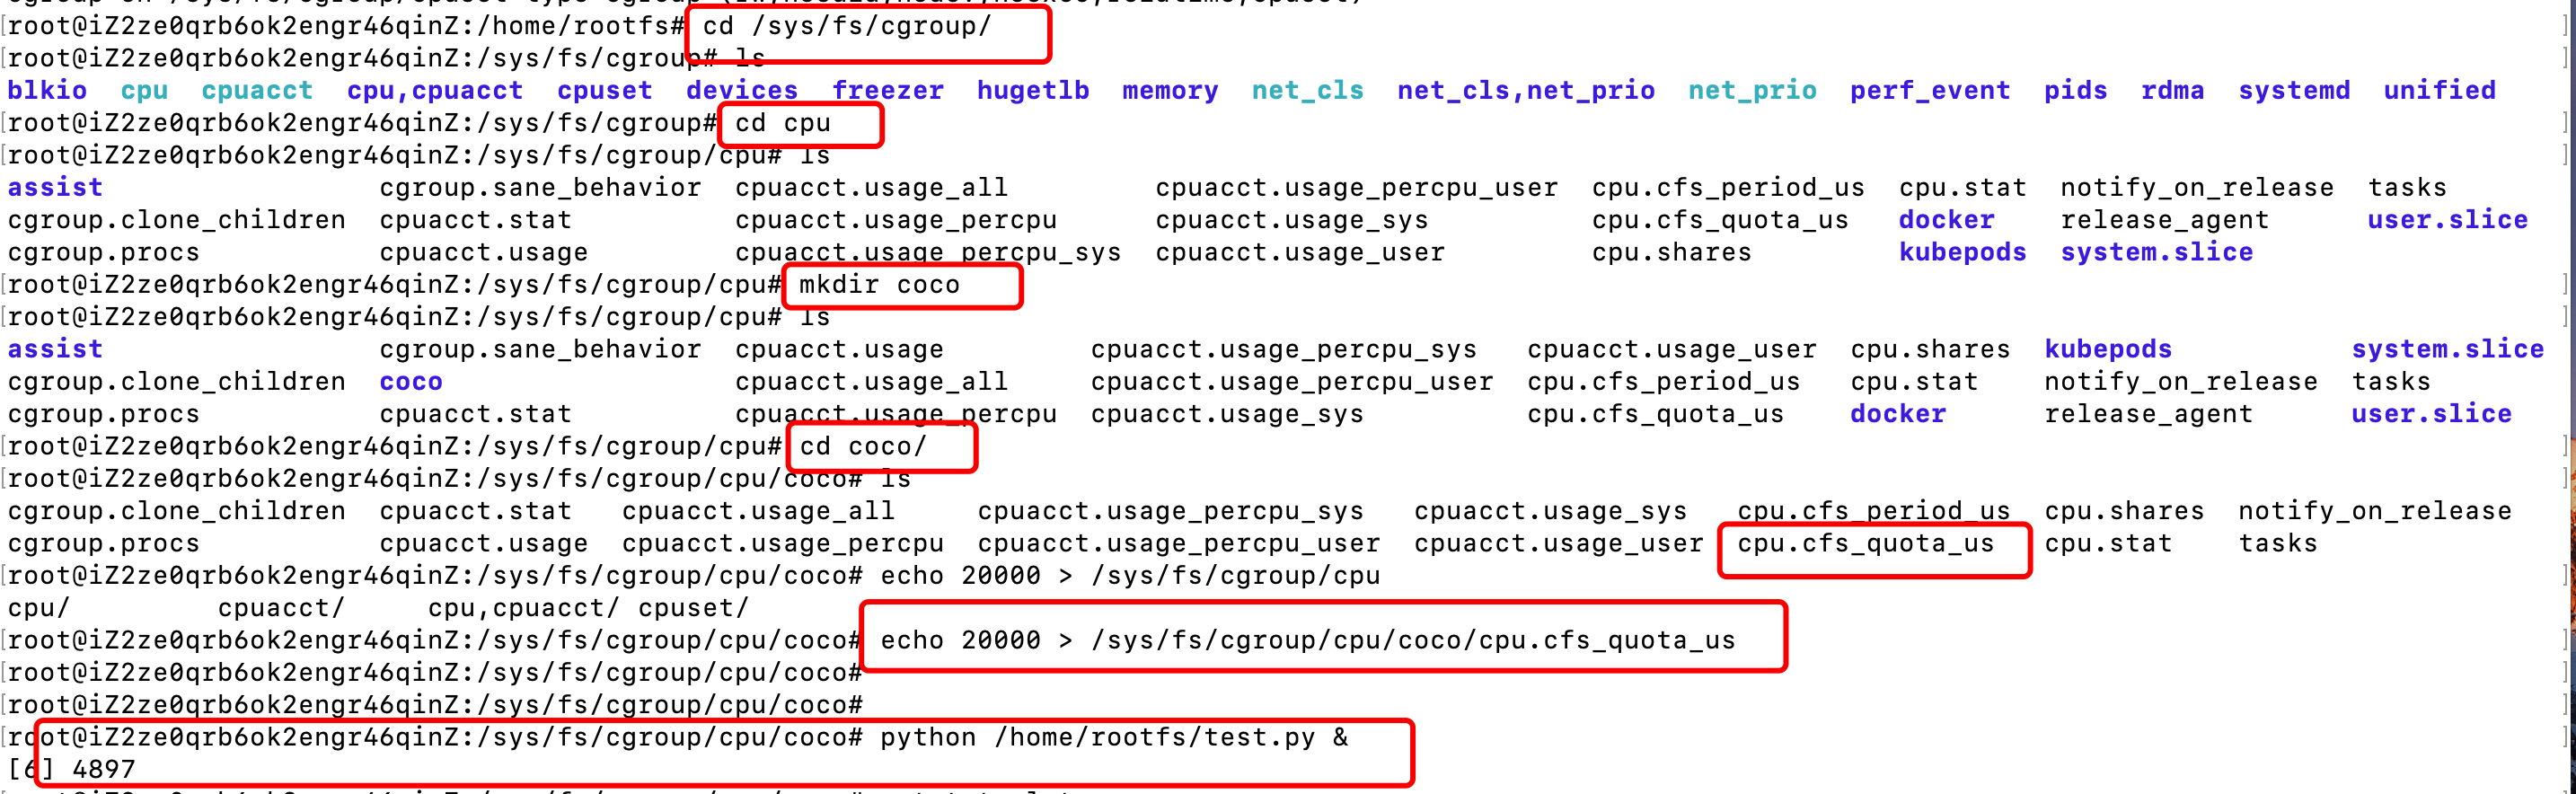 [root@iZ2ze0qrb6ok2engr46qinZ:/home/rootfs# cd /sys/fs/cgroup/ ]
[root@iZ2ze0qrb6ok2engr46qinZ:/sys/fs/cgroup# ls ]
blkio  cpu  cpuacct  cpu,cpuacct  cpuset  devices  freezer  hugetlb  memory  net_cls  net_cls,net_prio  net_prio  perf_event  pids  rdma  systemd  unified
[root@iZ2ze0qrb6ok2engr46qinZ:/sys/fs/cgroup# cd cpu ]
[root@iZ2ze0qrb6ok2engr46qinZ:/sys/fs/cgroup/cpu# ls ]
assist  cgroup.sane_behavior  cpuacct.usage_all  cpuacct.usage_percpu_user  cpu.cfs_period_us  cpu.stat  notify_on_release  tasks
cgroup.clone_children  cpuacct.stat  cpuacct.usage_percpu  cpuacct.usage_sys  cpu.cfs_quota_us  docker  release_agent  user.slice
cgroup.procs  cpuacct.usage  cpuacct.usage_percpu_sys  cpuacct.usage_user  cpu.shares  kubepods  system.slice
[root@iZ2ze0qrb6ok2engr46qinZ:/sys/fs/cgroup/cpu# mkdir coco ]
[root@iZ2ze0qrb6ok2engr46qinZ:/sys/fs/cgroup/cpu# ls ]
assist  cgroup.sane_behavior  cpuacct.usage  cpuacct.usage_percpu_sys  cpuacct.usage_user  cpu.shares  kubepods  system.slice
cgroup.clone_children  coco  cpuacct.usage_all  cpuacct.usage_percpu_user  cpu.cfs_period_us  cpu.stat  notify_on_release  tasks
cgroup.procs  cpuacct.stat  cpuacct.usage_percpu  cpuacct.usage_sys  cpu.cfs_quota_us  docker  release_agent  user.slice
[root@iZ2ze0qrb6ok2engr46qinZ:/sys/fs/cgroup/cpu# cd coco/ ]
[root@iZ2ze0qrb6ok2engr46qinZ:/sys/fs/cgroup/cpu/coco# ls ]
cgroup.clone_children  cpuacct.stat  cpuacct.usage_all  cpuacct.usage_percpu_sys  cpuacct.usage_sys  cpu.cfs_period_us  cpu.shares  notify_on_release
cgroup.procs  cpuacct.usage  cpuacct.usage_percpu  cpuacct.usage_percpu_user  cpuacct.usage_user  cpu.cfs_quota_us  cpu.stat  tasks
[root@iZ2ze0qrb6ok2engr46qinZ:/sys/fs/cgroup/cpu/coco# echo 20000 > /sys/fs/cgroup/cpu ]
cpu/  cpuacct/  cpu,cpuacct/ cpuset/
[root@iZ2ze0qrb6ok2engr46qinZ:/sys/fs/cgroup/cpu/coco# echo 20000 > /sys/fs/cgroup/cpu/coco/cpu.cfs_quota_us ]
[root@iZ2ze0qrb6ok2engr46qinZ:/sys/fs/cgroup/cpu/coco# ]
[root@iZ2ze0qrb6ok2engr46qinZ:/sys/fs/cgroup/cpu/coco# ]
[root@iZ2ze0qrb6ok2engr46qinZ:/sys/fs/cgroup/cpu/coco# python /home/rootfs/test.py & ]
[6] 4897